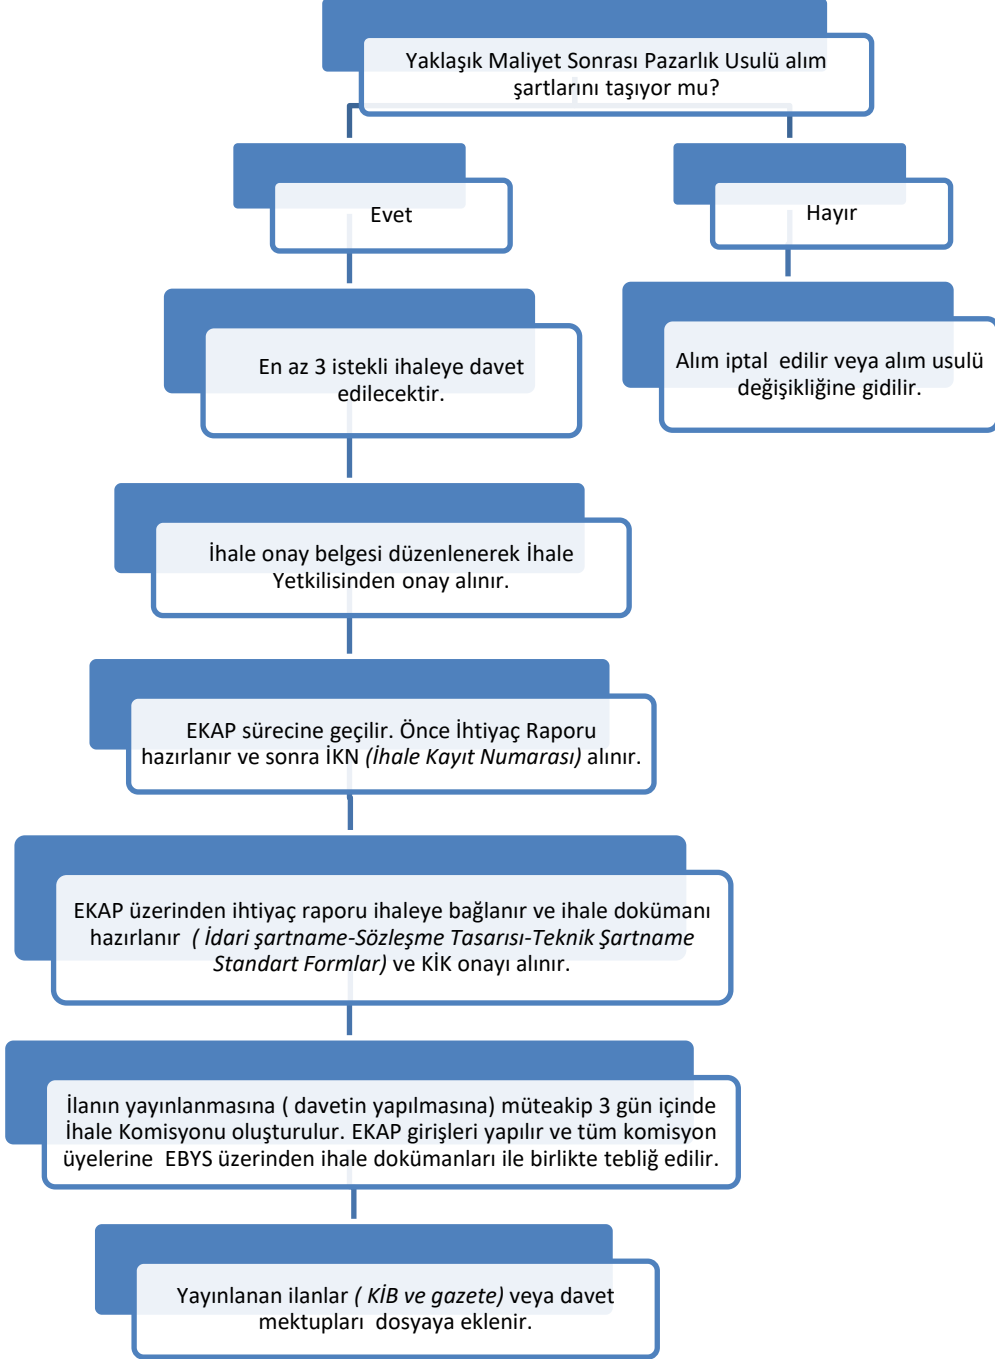 Yaklaşık Maliyet Sonrası Pazarlık Usulü alım
şartlarını taşıyor mu?
Evet
Hayır
En az 3 istekli ihaleye davet
edilecektir.
Alım iptal edilir veya alım usulü
değişikliğine gidilir.
İhale onay belgesi düzenlenerek İhale
Yetkilisinden onay alınır.
EKAP sürecine geçilir. Önce İhtiyaç Raporu
hazırlanır ve sonra İKN (İhale Kayıt Numarası) alınır.
EKAP üzerinden ihtiyaç raporu ihaleye bağlanır ve ihale dokümanı
hazırlanır ( İdari şartname-Sözleşme Tasarısı-Teknik Şartname
Standart Formlar) ve KİK onayı alınır.
İlanın yayınlanmasına ( davetin yapılmasına) müteakip 3 gün içinde
İhale Komisyonu oluşturulur. EKAP girişleri yapılır ve tüm komisyon
üyelerine EBYS üzerinden ihale dokümanları ile birlikte tebliğ edilir.
Yayınlanan ilanlar ( KİB ve gazete) veya davet
mektupları dosyaya eklenir.